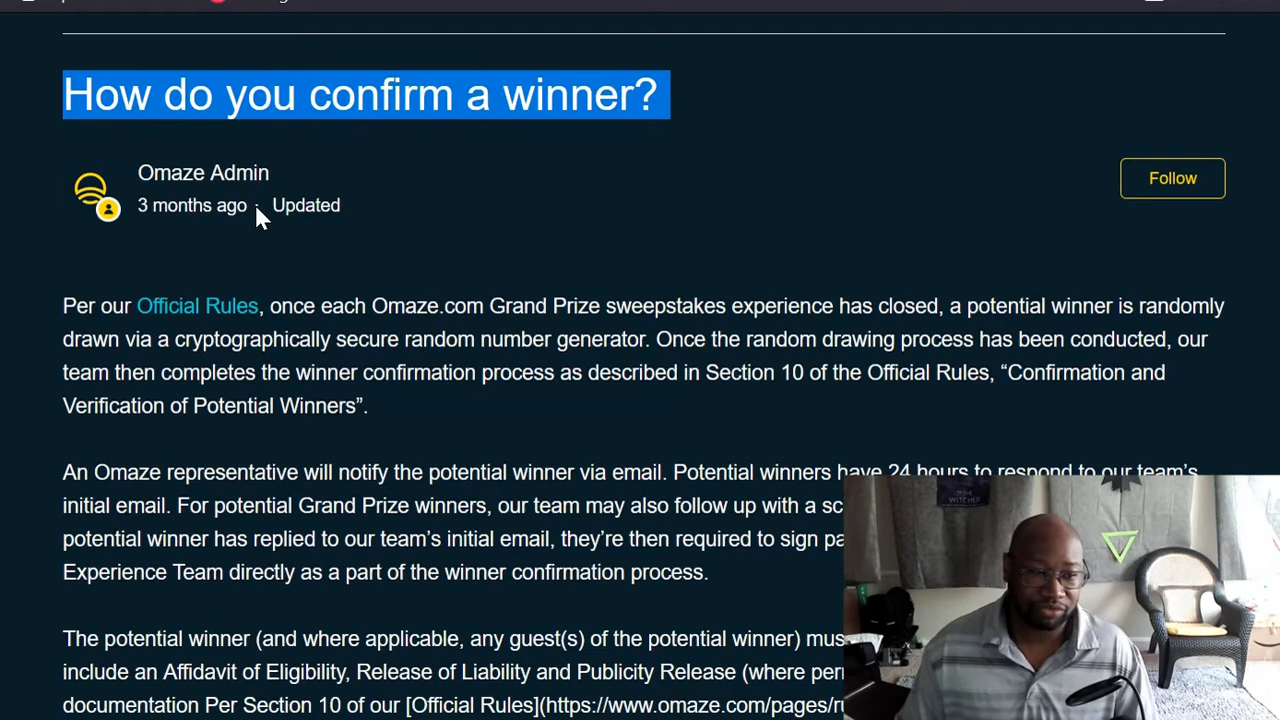 How do you confirm a winner?
Omaze Admin
3 months ago · Updated
Follow
Per our Official Rules, once each Omaze.com Grand Prize sweepstakes experience has closed, a potential winner is randomly
drawn via a cryptographically secure random number generator. Once the random drawing process has been conducted, our
team then completes the winner confirmation process as described in Section 10 of the Official Rules, “Confirmation and
Verification of Potential Winners”.
An Omaze representative will notify the potential winner via email. Potential winners have 24 hours to respond to our team’s
initial email. For potential Grand Prize winners, our team may also follow up with a
potential winner has replied to our team’s initial email, they’re then required to sign
Experience Team directly as a part of the winner confirmation process.
The potential winner (and where applicable, any guest(s) of the potential winner)
include an Affidavit of Eligibility, Release of Liability and Publicity Release (where
documentation Per Section 10 of our [Official Rules](https://www.omaze.com/pages/
WITCHER